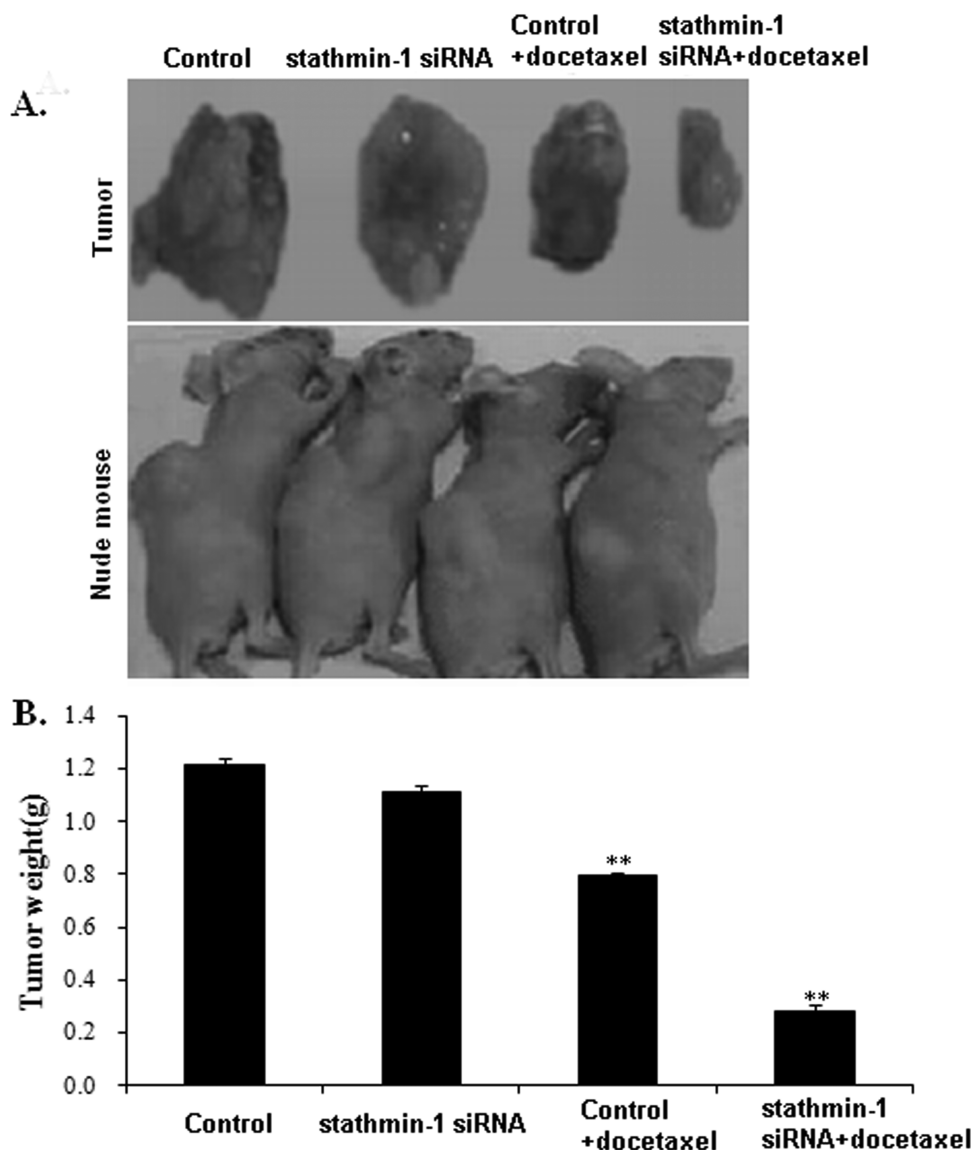 Control
stathmin-1 siRNA
Control
+docetaxel
stathmin-1
siRNA+docetaxel
A.
A.
Tumor
Nude mouse
B.
1.4
1.2
1.0
0.8
0.6
0.4
0.2
0.0
Tumor weight(g)
**
**
Control
stathmin-1 siRNA
Control
+docetaxel
stathmin-1
siRNA+docetaxel